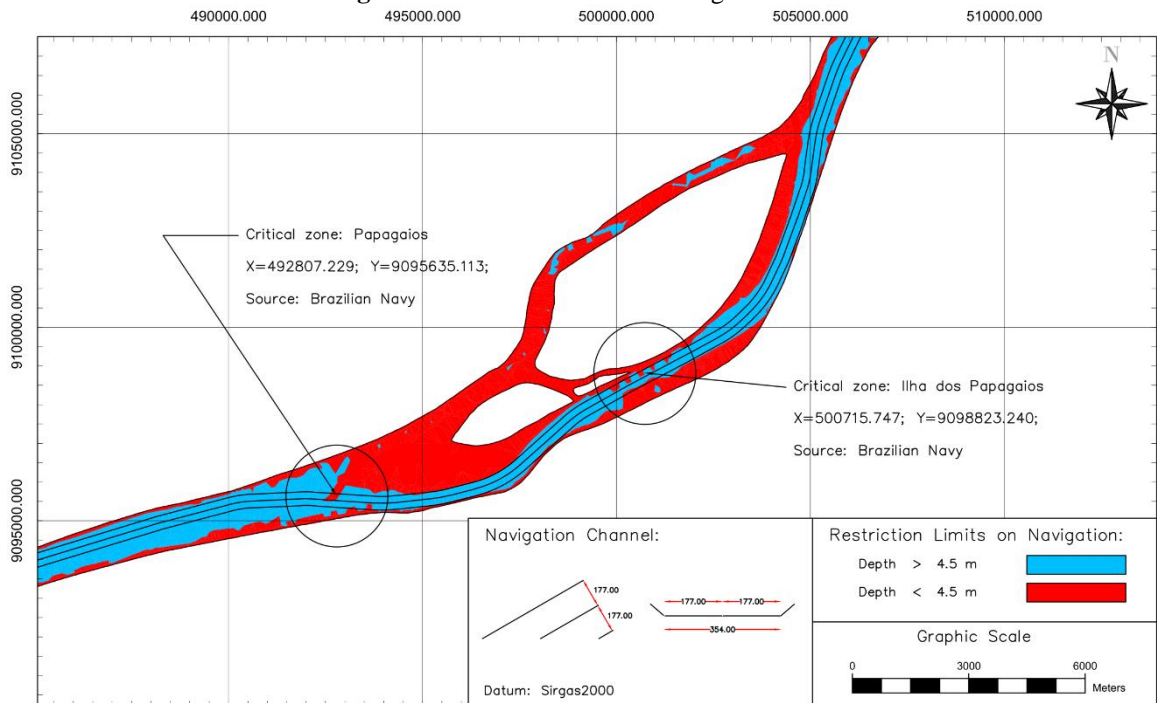 490000.000 495000.000 500000.000 505000.000 510000.000
N
9105000.000
9100000.000
9095000.000
Critical zone: Papagaios
X=492807.229; Y=9095635.113;
Source: Brazilian Navy
Critical zone: Ilha dos Papagaios
X=500715.747; Y=9098823.240;
Source: Brazilian Navy
Navigation Channel:
177.00
177.00
177.00 177.00
354.00
Datum: Sirgas2000
Restriction Limits on Navigation:
Depth > 4.5 m
Depth < 4.5 m
Graphic Scale
0 3000 6000
Meters